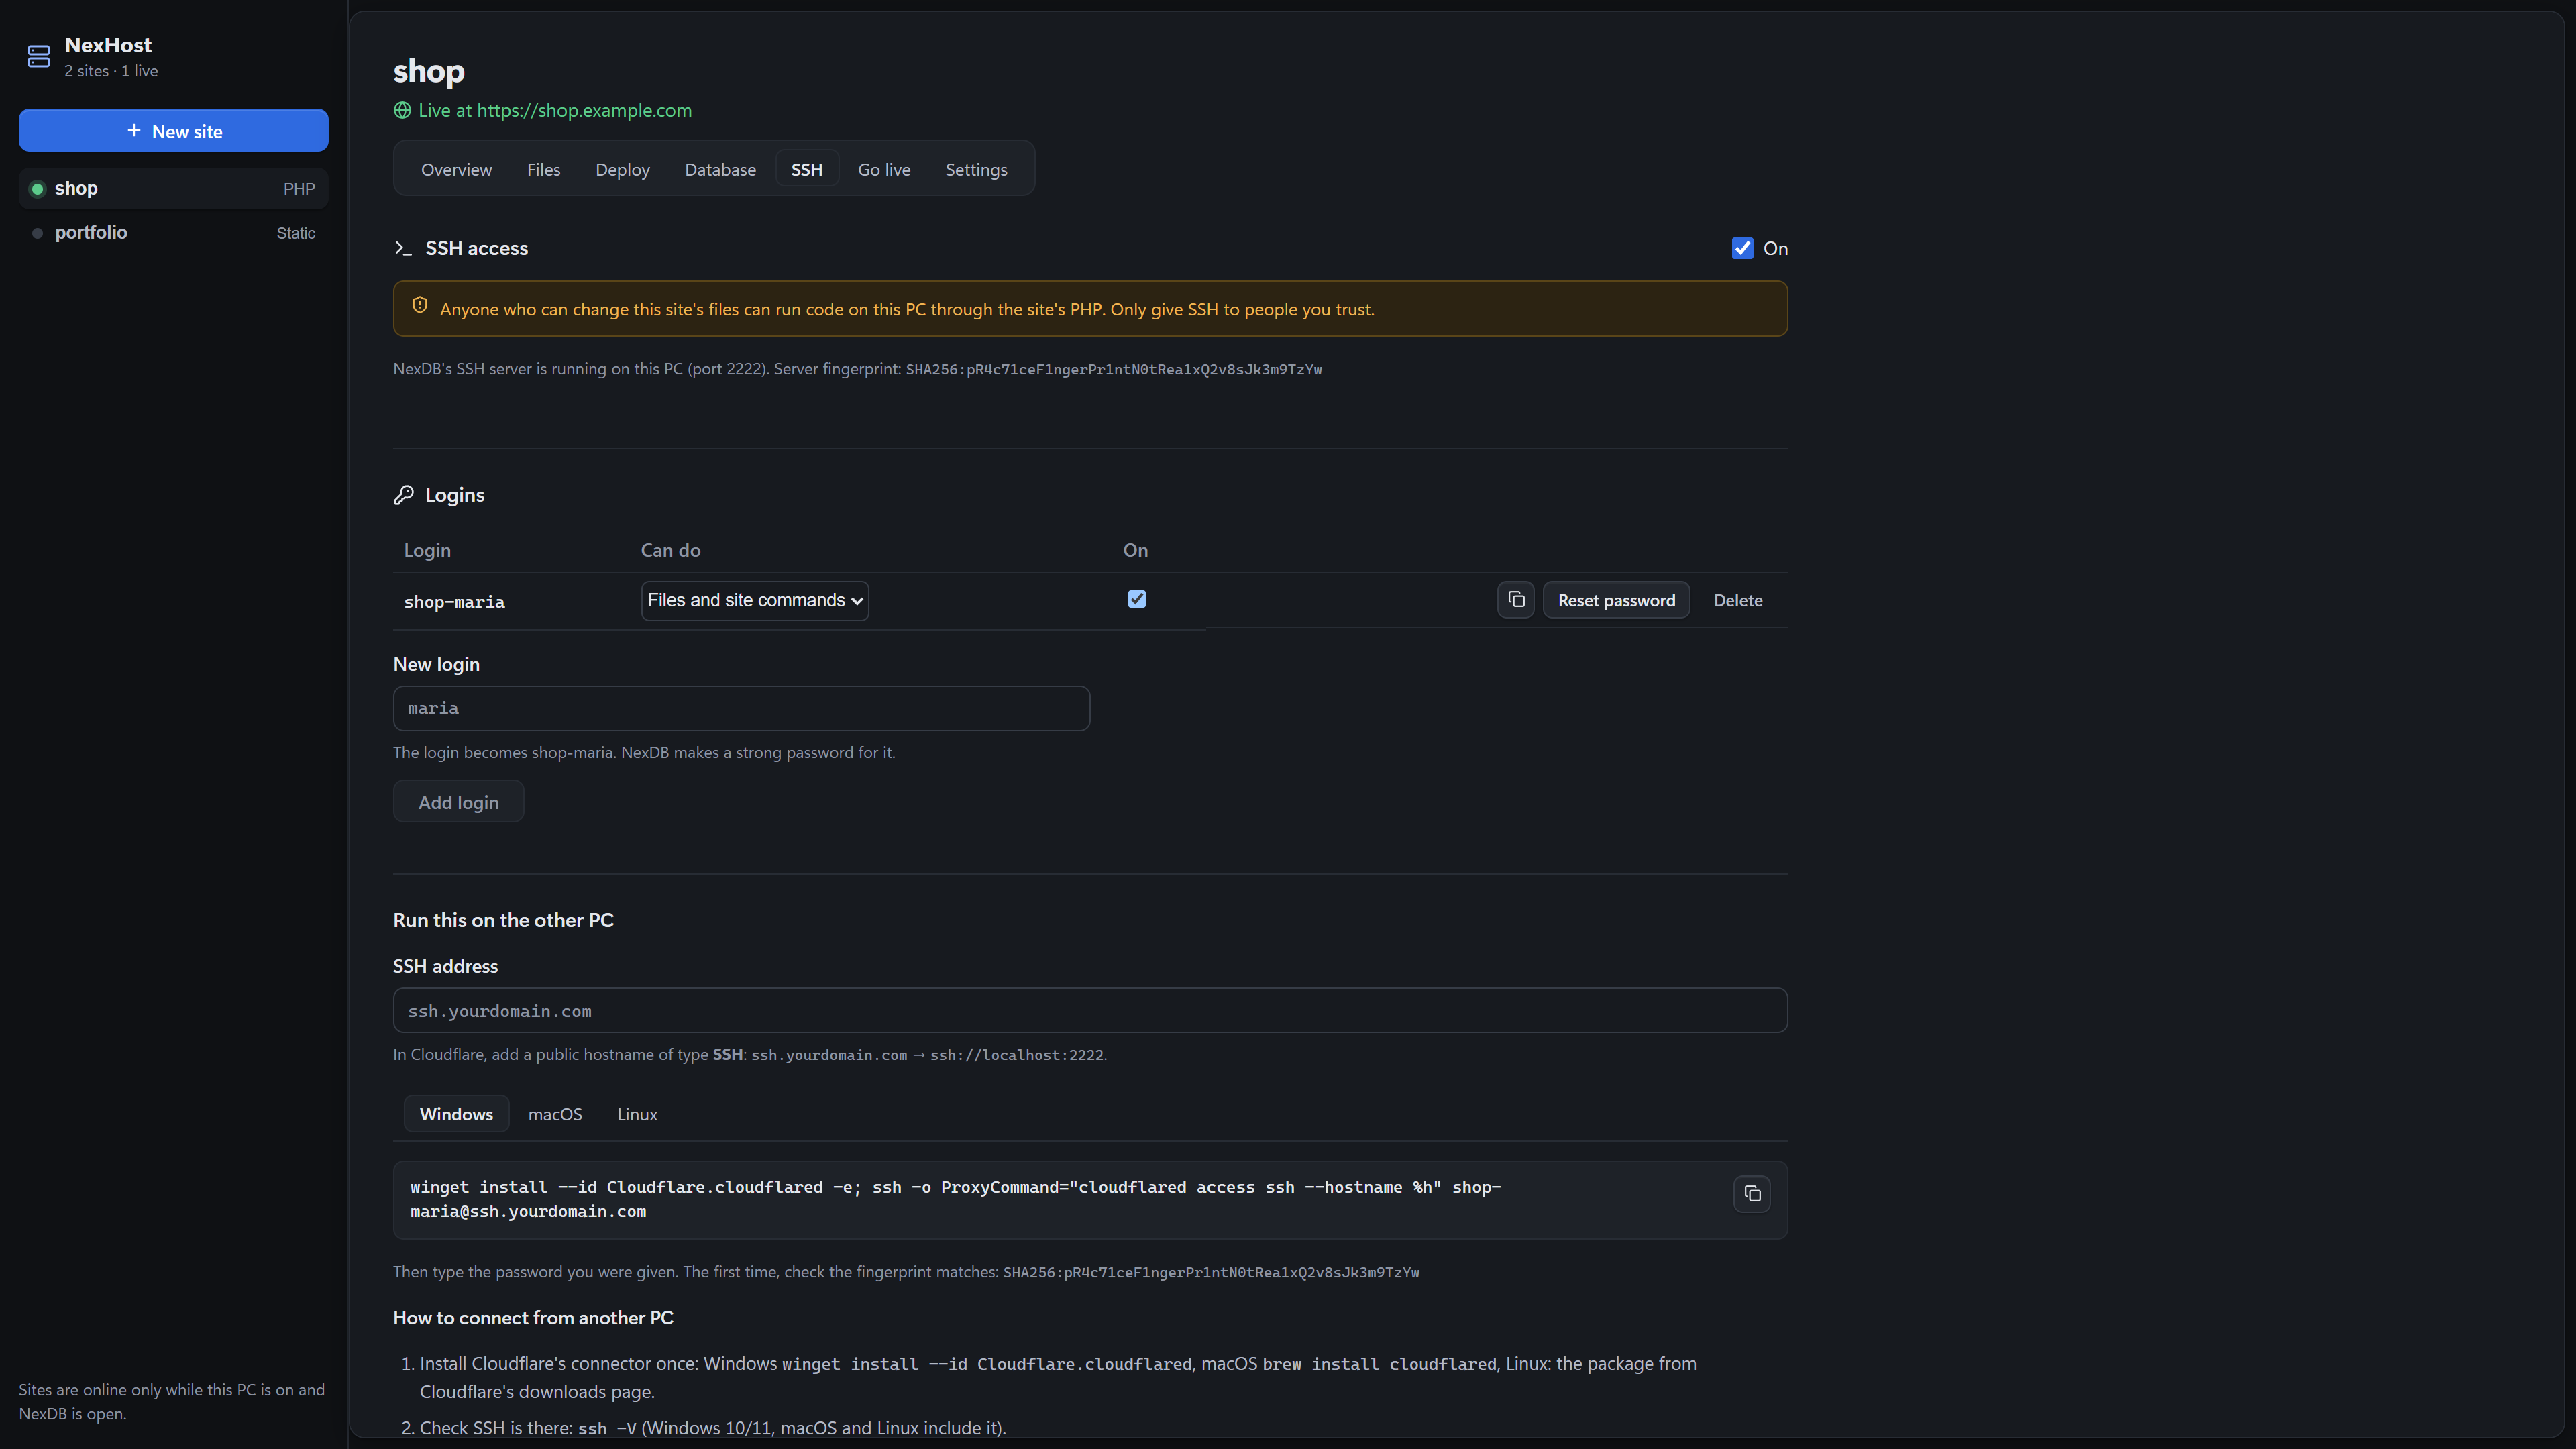 NexHost
2 sites · 1 live
New site
shop PHP
portfolio Static
Sites are online only while this PC is on and
NexDB is open.
shop
Live at https://shop.example.com
Overview Files Deploy Database SSH Go live Settings
SSH access On
Anyone who can change this site's files can run code on this PC through the site's PHP. Only give SSH to people you trust.
NexDB's SSH server is running on this PC (port 2222). Server fingerprint: SHA256:pR4c71ceF1ngerPr1ntN0tRea1xQ2v8sJk3m9TzYw
Logins
Login Can do On
shop-maria Files and site commands Reset password Delete
New login
maria
The login becomes shop-maria. NexDB makes a strong password for it.
Add login
Run this on the other PC
SSH address
ssh.yourdomain.com
In Cloudflare, add a public hostname of type SSH: ssh.yourdomain.com → ssh://localhost:2222.
Windows macOS Linux
winget install --id Cloudflare.cloudflared -e; ssh -o ProxyCommand="cloudflared access ssh --hostname %h" shop-
maria@ssh.yourdomain.com
Then type the password you were given. The first time, check the fingerprint matches: SHA256:pR4c71ceF1ngerPr1ntN0tRea1xQ2v8sJk3m9TzYw
How to connect from another PC
1. Install Cloudflare's connector once: Windows winget install --id Cloudflare.cloudflared, macOS brew install cloudflared, Linux: the package from
Cloudflare's downloads page.
2. Check SSH is there: ssh -V (Windows 10/11, macOS and Linux include it).